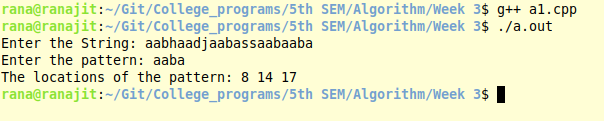 rana@ranajit:~/Git/College_programs/5th SEM/Algorithm/Week 3$ g++ a1.cpp
rana@ranajit:~/Git/College_programs/5th SEM/Algorithm/Week 3$ ./a.out
Enter the String: aabhaadjaabassaabaaba
Enter the pattern: aaba
The locations of the pattern: 8 14 17
rana@ranajit:~/Git/College_programs/5th SEM/Algorithm/Week 3$